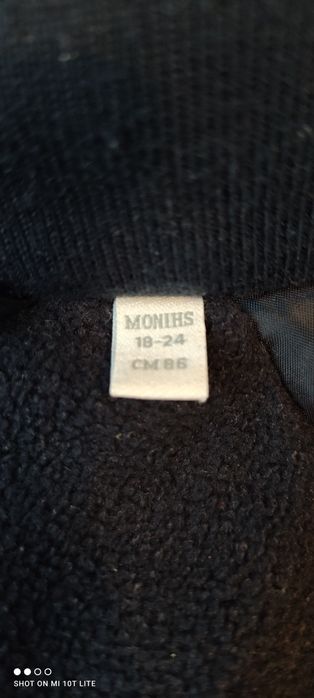 MONIHS
18-24
CM 86
SHOT ON MI 10T LITE